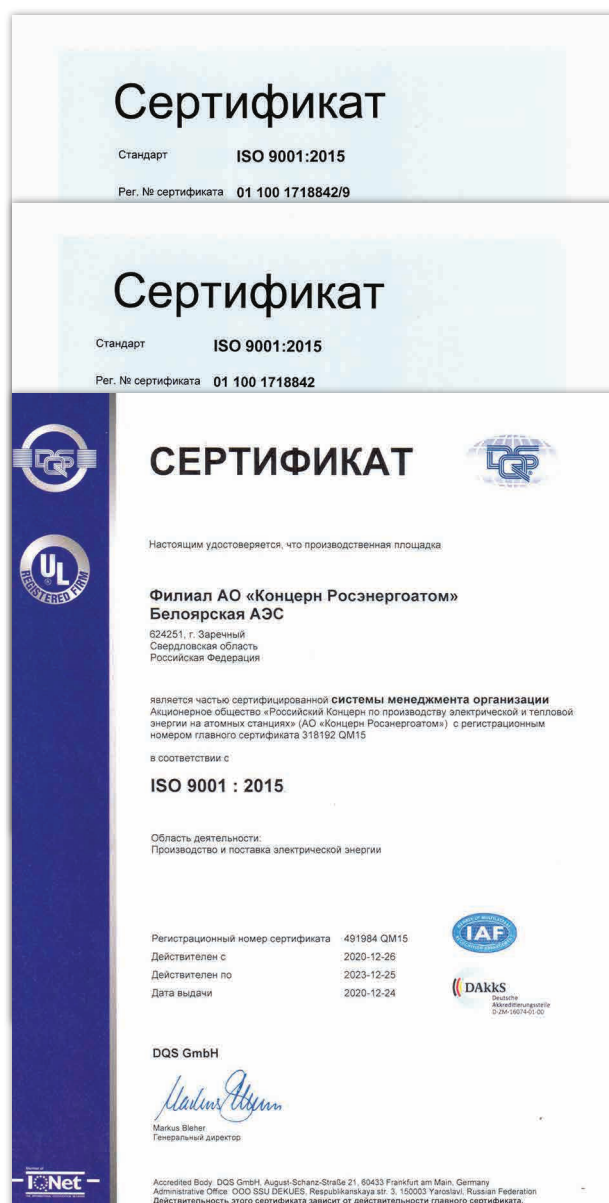 Сертификат
Стандарт ISO 9001:2015
Рег. № сертификата 01 100 1718842/9
Сертификат
Стандарт ISO 9001:2015
Рег. № сертификата 01 100 1718842
DQS
СЕРТИФИКАТ
DQS
UL
®
REGISTERED FIRM
Настоящим удостоверяется, что производственная площадка
Филиал АО «Концерн Росэнергоатом»
Белоярская АЭС
624251, г. Заречный
Свердловская область
Российская Федерация
является частью сертифицированной системы менеджмента организации
Акционерное общество «Российский Концерн по производству электрической и тепловой
энергии на атомных станциях» (АО «Концерн Росэнергоатом») с регистрационным
номером главного сертификата 318192 QM15
в соответствии с
ISO 9001 : 2015
Область деятельности:
Производство и поставка электрической энергии
Регистрационный номер сертификата 491984 QM15
Действителен с 2020-12-26
Действителен по 2023-12-25
Дата выдачи 2020-12-24
IAF
DAkkS
Deutsche
Akkreditierungsstelle
D-ZM-16074-01-00
DQS GmbH
Markus Bleher
Генеральный директор
Member of
IQNet
Accredited Body: DQS GmbH, August-Schanz-Straße 21, 60433 Frankfurt am Main, Germany
Administrative Office: OOO SSU DEKUES, Respublikanskaya str. 3, 150003 Yaroslavl, Russian Federation
Действительность этого сертификата зависит от действительности главного сертификата.